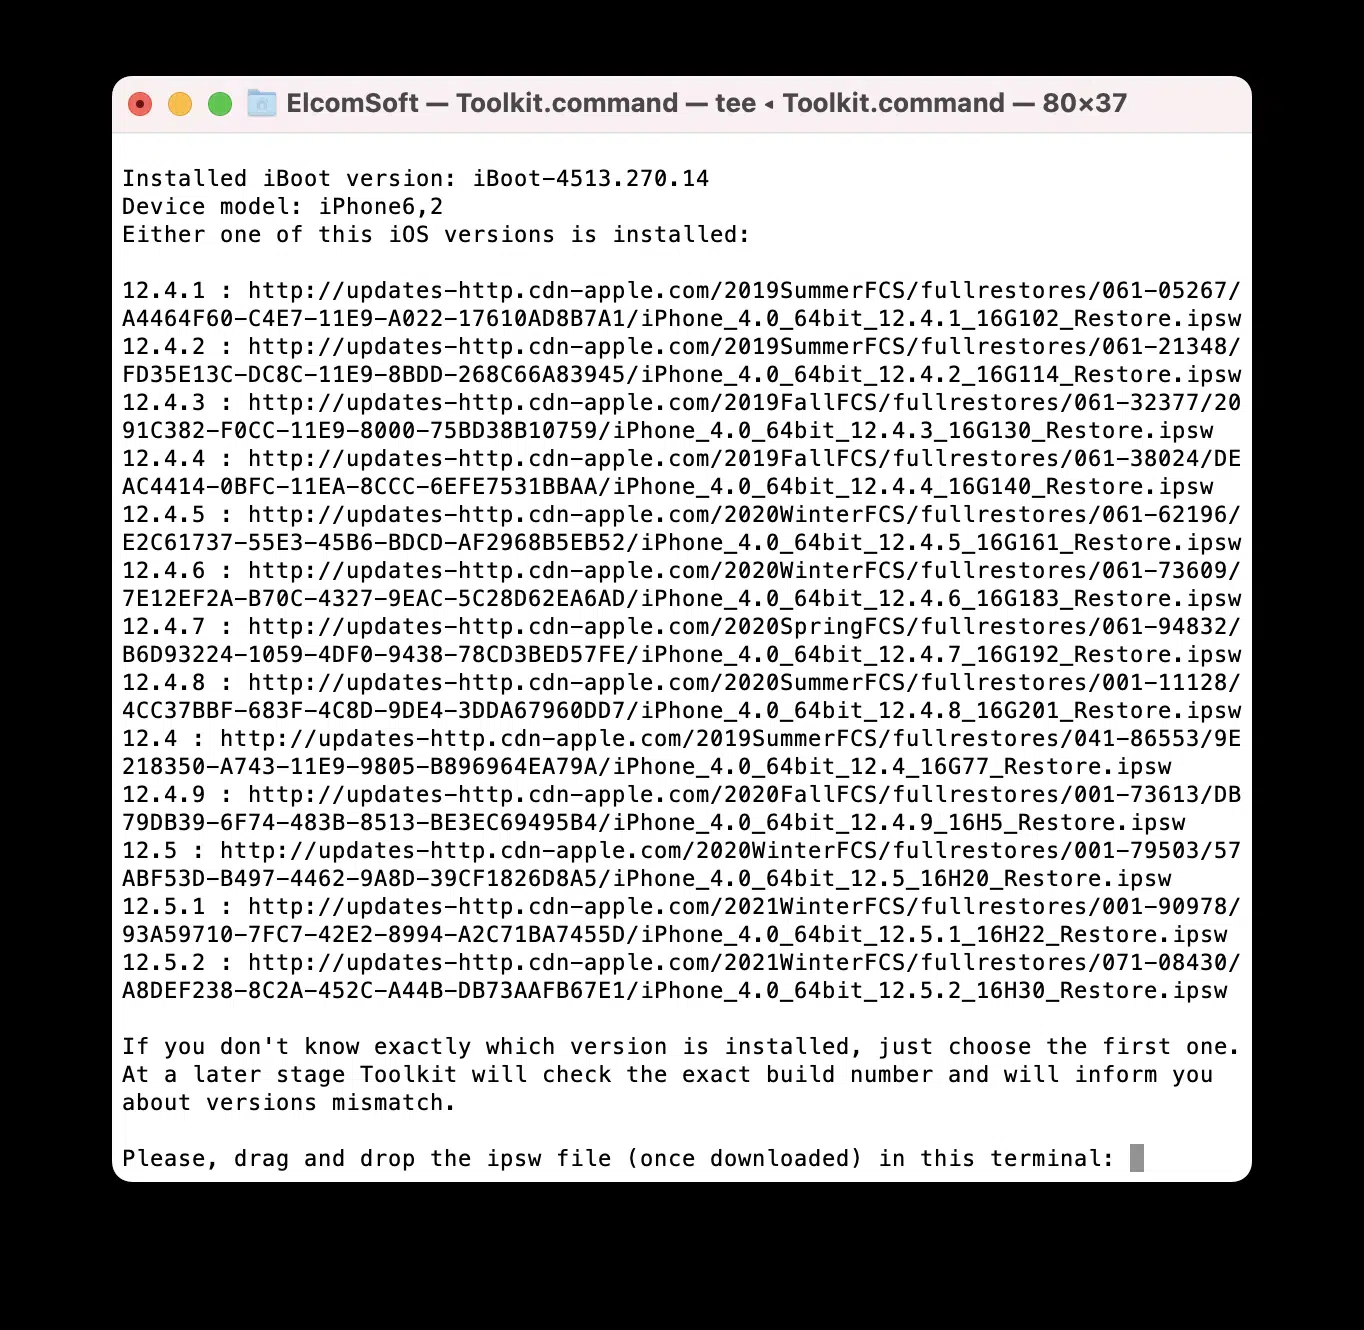 ElcomSoft — Toolkit.command — tee ◂ Toolkit.command — 80×37
Installed iBoot version: iBoot-4513.270.14
Device model: iPhone6,2
Either one of this iOS versions is installed:
12.4.1 : http://updates-http.cdn-apple.com/2019SummerFCS/fullrestores/061-05267/
A4464F60-C4E7-11E9-A022-17610AD8B7A1/iPhone_4.0_64bit_12.4.1_16G102_Restore.ipsw
12.4.2 : http://updates-http.cdn-apple.com/2019SummerFCS/fullrestores/061-21348/
FD35E13C-DC8C-11E9-8BDD-268C66A83945/iPhone_4.0_64bit_12.4.2_16G114_Restore.ipsw
12.4.3 : http://updates-http.cdn-apple.com/2019FallFCS/fullrestores/061-32377/20
91C382-F0CC-11E9-8000-75BD38B10759/iPhone_4.0_64bit_12.4.3_16G130_Restore.ipsw
12.4.4 : http://updates-http.cdn-apple.com/2019FallFCS/fullrestores/061-38024/DE
AC4414-0BFC-11EA-8CCC-6EFE7531BBAA/iPhone_4.0_64bit_12.4.4_16G140_Restore.ipsw
12.4.5 : http://updates-http.cdn-apple.com/2020WinterFCS/fullrestores/061-62196/
E2C61737-55E3-45B6-BDCD-AF2968B5EB52/iPhone_4.0_64bit_12.4.5_16G161_Restore.ipsw
12.4.6 : http://updates-http.cdn-apple.com/2020WinterFCS/fullrestores/061-73609/
7E12EF2A-B70C-4327-9EAC-5C28D62EA6AD/iPhone_4.0_64bit_12.4.6_16G183_Restore.ipsw
12.4.7 : http://updates-http.cdn-apple.com/2020SpringFCS/fullrestores/061-94832/
B6D93224-1059-4DF0-9438-78CD3BED57FE/iPhone_4.0_64bit_12.4.7_16G192_Restore.ipsw
12.4.8 : http://updates-http.cdn-apple.com/2020SummerFCS/fullrestores/001-11128/
4CC37BBF-683F-4C8D-9DE4-3DDA67960DD7/iPhone_4.0_64bit_12.4.8_16G201_Restore.ipsw
12.4 : http://updates-http.cdn-apple.com/2019SummerFCS/fullrestores/041-86553/9E
218350-A743-11E9-9805-B896964EA79A/iPhone_4.0_64bit_12.4_16G77_Restore.ipsw
12.4.9 : http://updates-http.cdn-apple.com/2020FallFCS/fullrestores/001-73613/DB
79DB39-6F74-483B-8513-BE3EC69495B4/iPhone_4.0_64bit_12.4.9_16H5_Restore.ipsw
12.5 : http://updates-http.cdn-apple.com/2020WinterFCS/fullrestores/001-79503/57
ABF53D-B497-4462-9A8D-39CF1826D8A5/iPhone_4.0_64bit_12.5_16H20_Restore.ipsw
12.5.1 : http://updates-http.cdn-apple.com/2021WinterFCS/fullrestores/001-90978/
93A59710-7FC7-42E2-8994-A2C71BA7455D/iPhone_4.0_64bit_12.5.1_16H22_Restore.ipsw
12.5.2 : http://updates-http.cdn-apple.com/2021WinterFCS/fullrestores/071-08430/
A8DEF238-8C2A-452C-A44B-DB73AAFB67E1/iPhone_4.0_64bit_12.5.2_16H30_Restore.ipsw
If you don't know exactly which version is installed, just choose the first one.
At a later stage Toolkit will check the exact build number and will inform you
about versions mismatch.
Please, drag and drop the ipsw file (once downloaded) in this terminal: